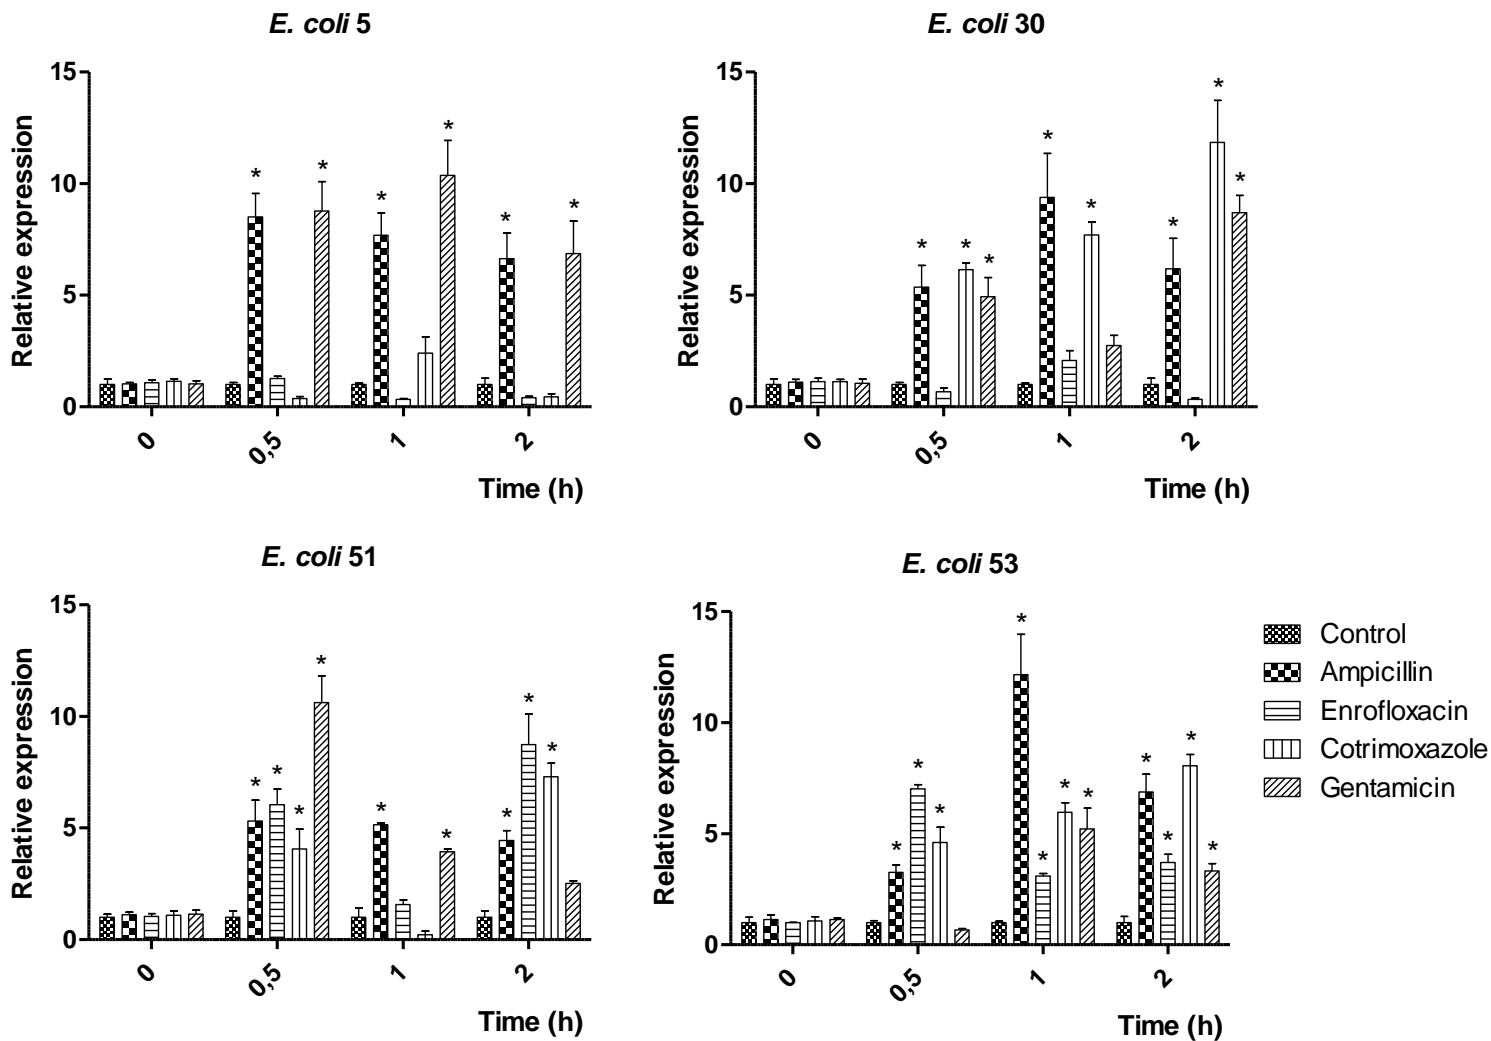 E. coli 5
15
10
5
0
Relative expression
* * * * * *
0 0,5 1 2
Time (h)
E. coli 30
15
10
5
0
Relative expression
* * * * * * * *
0 0,5 1 2
Time (h)
E. coli 51
15
10
5
0
Relative expression
* * * * * * * * *
0 0,5 1 2
Time (h)
E. coli 53
15
10
5
0
Relative expression
* * * * * * * * * * *
0 0,5 1 2
Time (h)
Control
Ampicillin
Enrofloxacin
Cotrimoxazole
Gentamicin